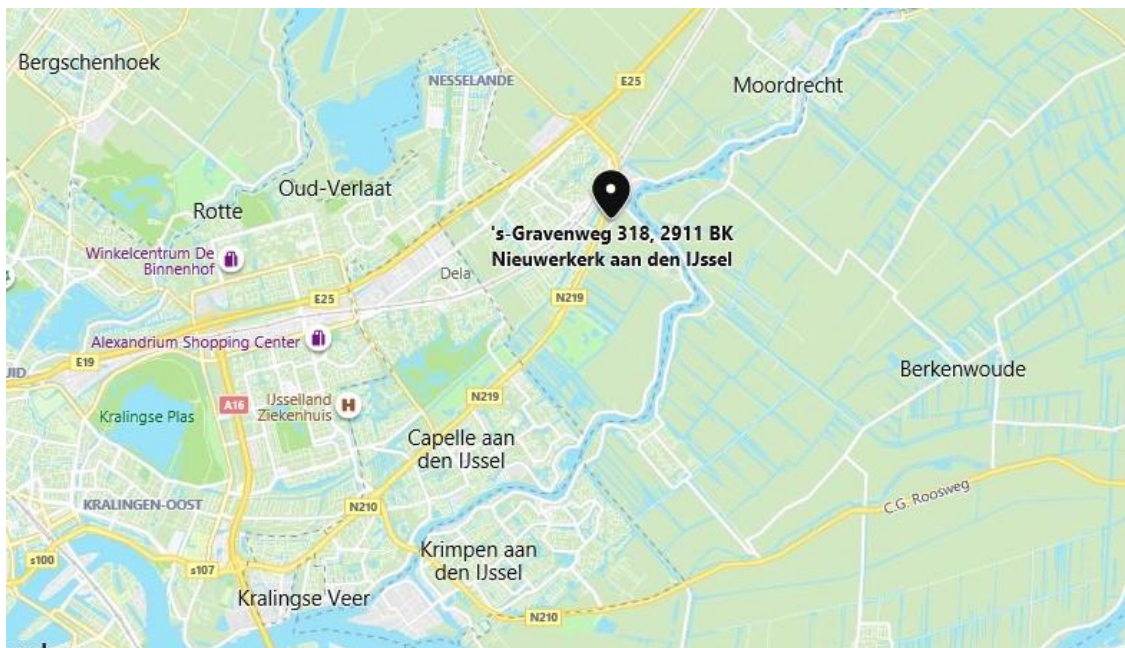 Bergschenhoek
NESSELANDE
E25
Moordrecht
Oud-Verlaat
Rotte
's-Gravenweg 318, 2911 BK
Nieuwerkerk aan den IJssel
Winkelcentrum De
Binnenhof
Dela
E25
N219
Alexandrium Shopping Center
E19
UID
Berkenwoude
A16
IJsselland
Ziekenhuis
H
N219
Kralingse Plas
Capelle aan
den IJssel
KRALINGEN-OOST
N210
C.G. Roosweg
s100
s107
Krimpen aan
den IJssel
Kralingse Veer
N210